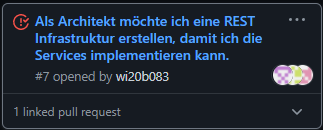 Als Architekt möchte ich eine REST
Infrastruktur erstellen, damit ich die
Services implementieren kann.
#7 opened by wi20b083
1 linked pull request